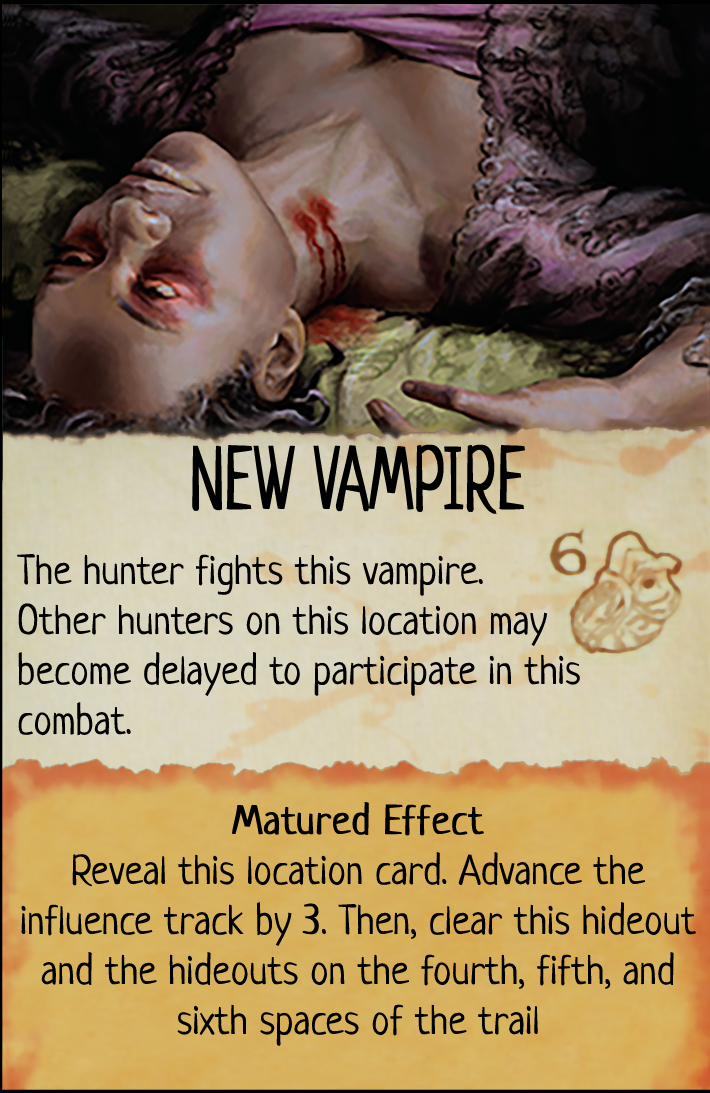 NEW VAMPIRE
6
The hunter fights this vampire.
Other hunters on this location may
become delayed to participate in this
combat.
Matured Effect
Reveal this location card. Advance the
influence track by 3. Then, clear this hideout
and the hideouts on the fourth, fifth, and
sixth spaces of the trail